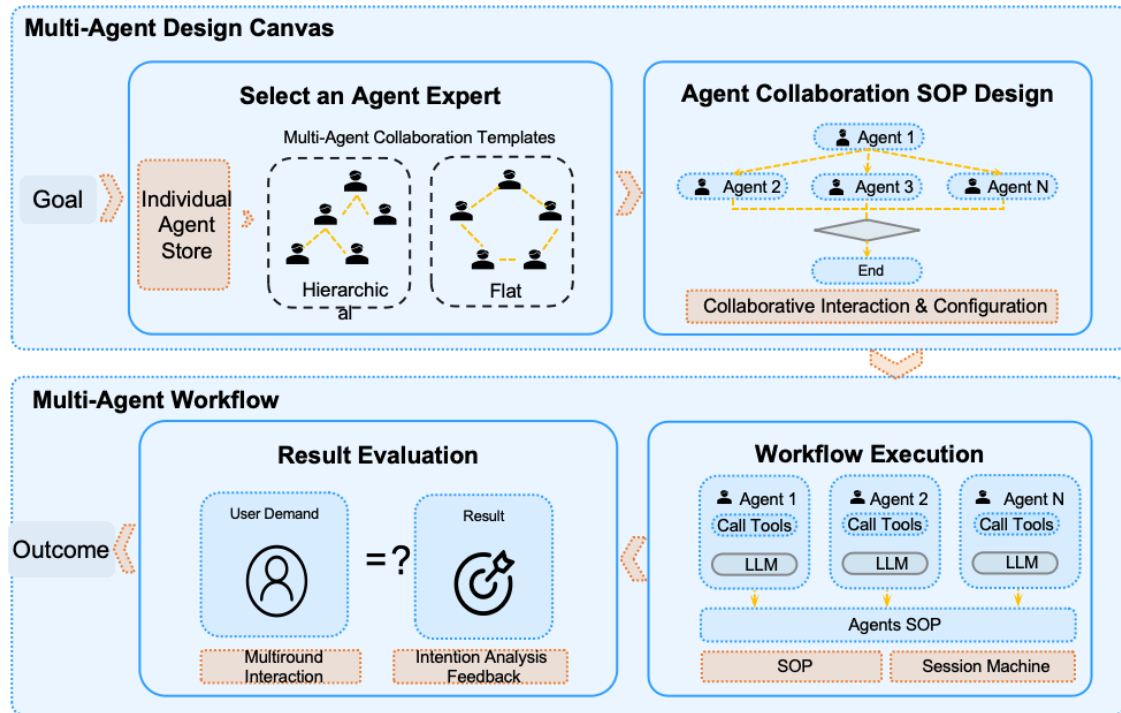 Multi-Agent Design Canvas
Goal
Select an Agent Expert
Multi-Agent Collaboration Templates
Individual
Agent
Store
Hierarchic
al
Flat
Agent Collaboration SOP Design
Agent 1
Agent 2
Agent 3
Agent N
End
Collaborative Interaction & Configuration
Multi-Agent Workflow
Outcome
Result Evaluation
User Demand
= ?
Result
Multiround
Interaction
Intention Analysis
Feedback
Workflow Execution
Agent 1
Call Tools
LLM
Agent 2
Call Tools
LLM
Agent N
Call Tools
LLM
Agents SOP
SOP
Session Machine